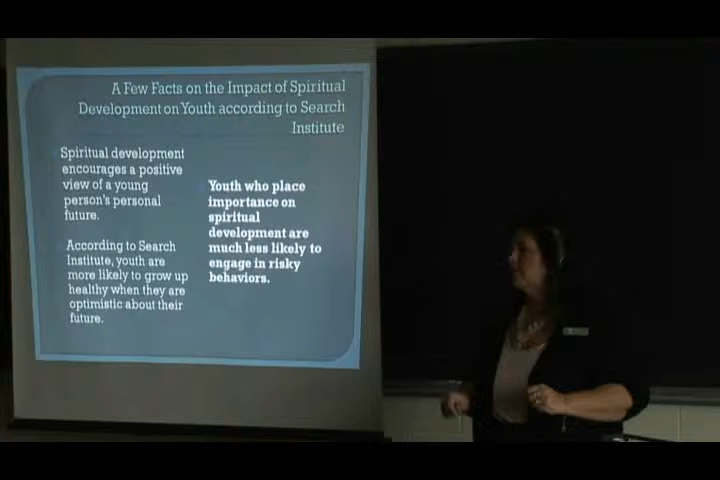 A Few Facts on the Impact of Spiritual
Development on Youth according to Search
Institute
Spiritual development
encourages a positive
view of a young
person's personal
future.
According to Search
Institute, youth are
more likely to grow up
healthy when they are
optimistic about their
future.
Youth who place
importance on
spiritual
development are
much less likely to
engage in risky
behaviors.